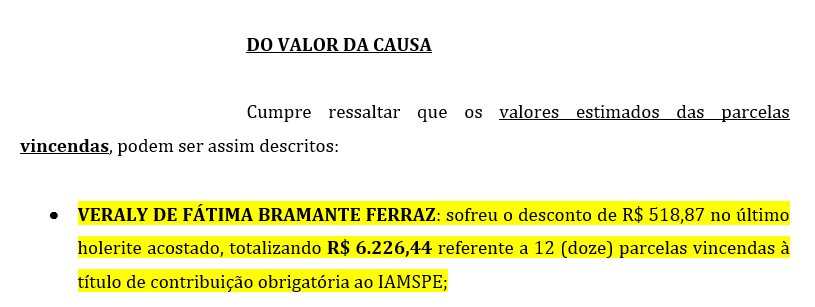 DO VALOR DA CAUSA
Cumpre ressaltar que os valores estimados das parcelas
vincendas, podem ser assim descritos:
• VERALY DE FÁTIMA BRAMANTE FERRAZ: sofreu o desconto de R$ 518,87 no último
holerite acostado, totalizando R$ 6.226,44 referente a 12 (doze) parcelas vincendas à
título de contribuição obrigatória ao IAMSPE;